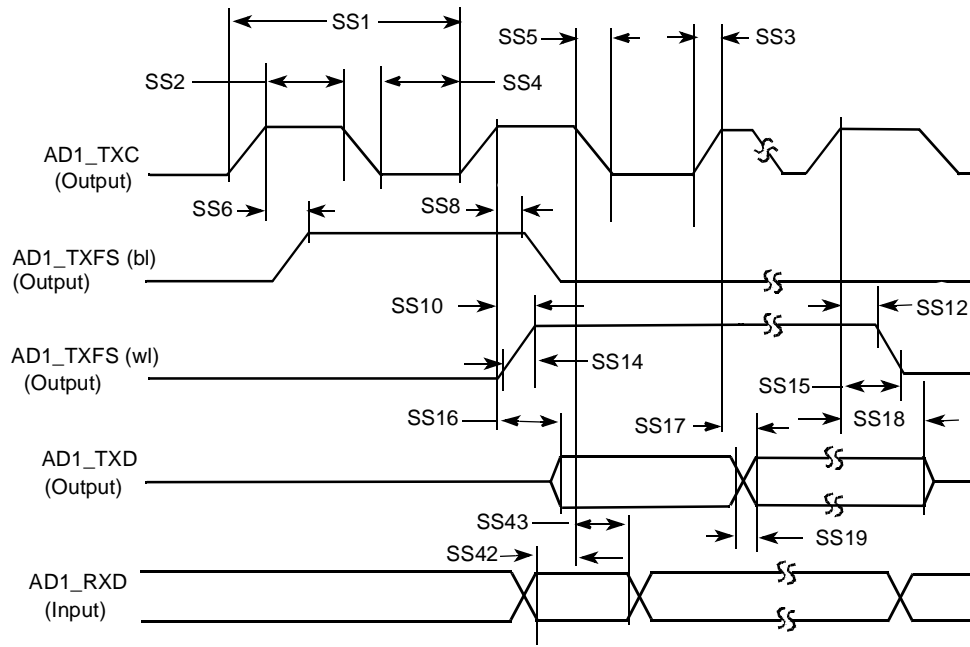 SS1
SS5
SS3
SS2
SS4
AD1_TXC
(Output)
SS6
SS8
AD1_TXFS (bl)
(Output)
SS10
SS12
AD1_TXFS (wl)
(Output)
SS14
SS15
SS16
SS17
SS18
AD1_TXD
(Output)
SS43
SS19
SS42
AD1_RXD
(Input)